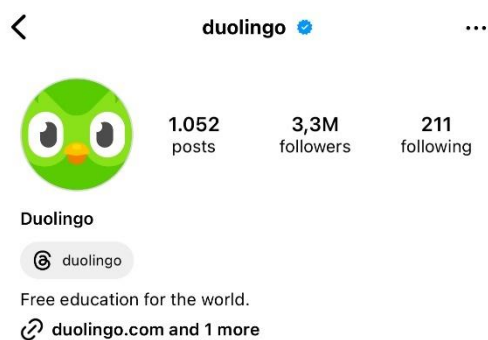 duolingo
1.052 3,3M 211
posts followers following
Duolingo
duolingo
Free education for the world.
duolingo.com and 1 more